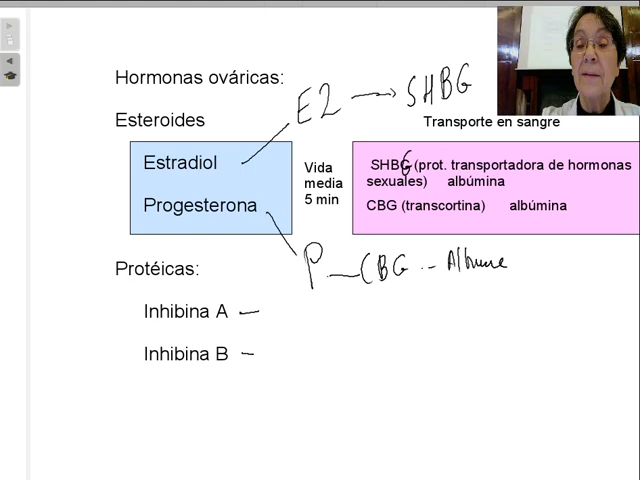 Hormonas ováricas:
E2 → SHBG
Esteroides
Transporte en sangre
Estradiol
Progesterona
Vida
media
5 min
SHBG (prot. transportadora de hormonas
sexuales) albúmina
CBG (transcortina) albúmina
P — CBG --
Protéicas:
Inhibina A —
Inhibina B -